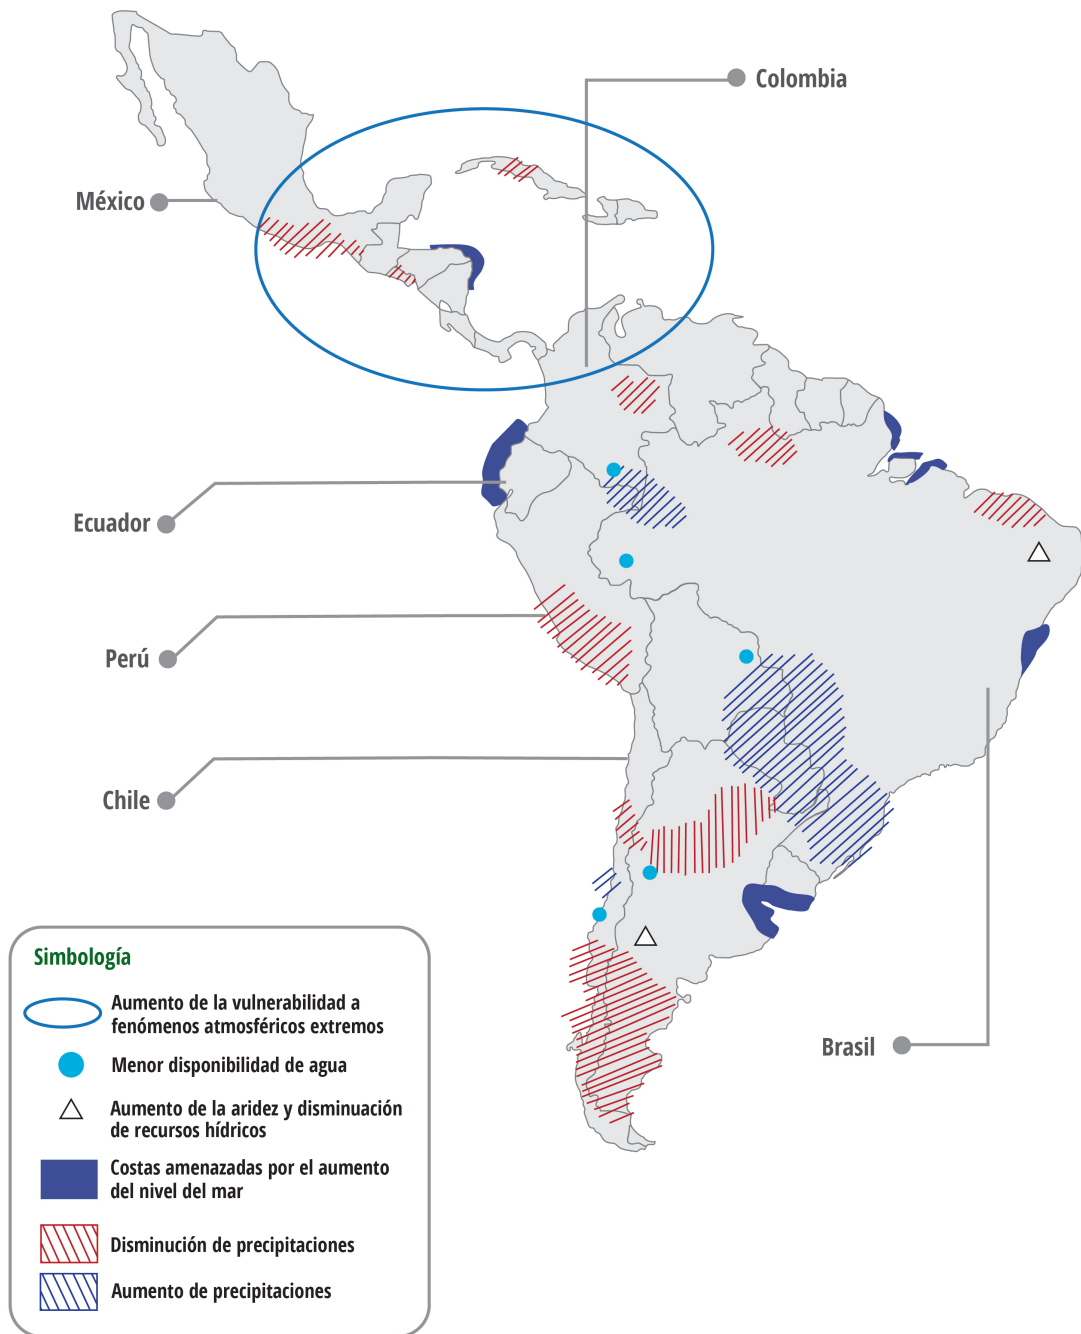 Colombia
México
Ecuador
Perú
Chile
Brasil
Simbología
Aumento de la vulnerabilidad a
fenómenos atmosféricos extremos
Menor disponibilidad de agua
Aumento de la aridez y disminuación
de recursos hídricos
Costas amenazadas por el aumento
del nivel del mar
Disminución de precipitaciones
Aumento de precipitaciones